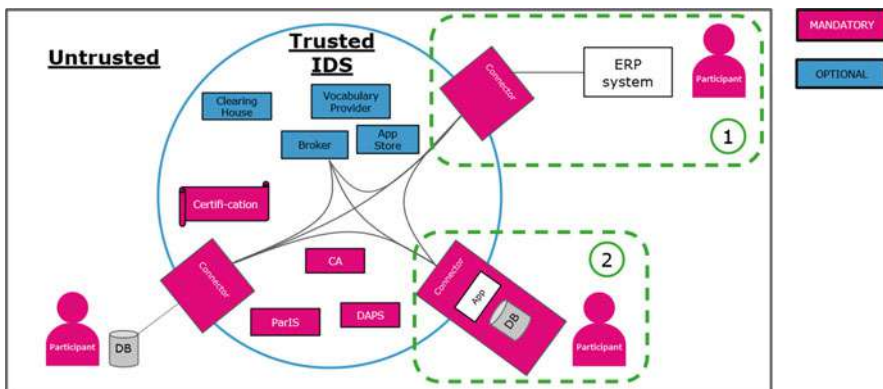 Untrusted
Trusted
IDS
Clearing
House
Vocabulary
Provider
Broker
App
Store
Certifi-cation
Connector
ERP
system
Participant
1
MANDATORY
OPTIONAL
Connector
CA
ParIS
DAPS
Connector
App
DB
2
Participant
Participant
DB